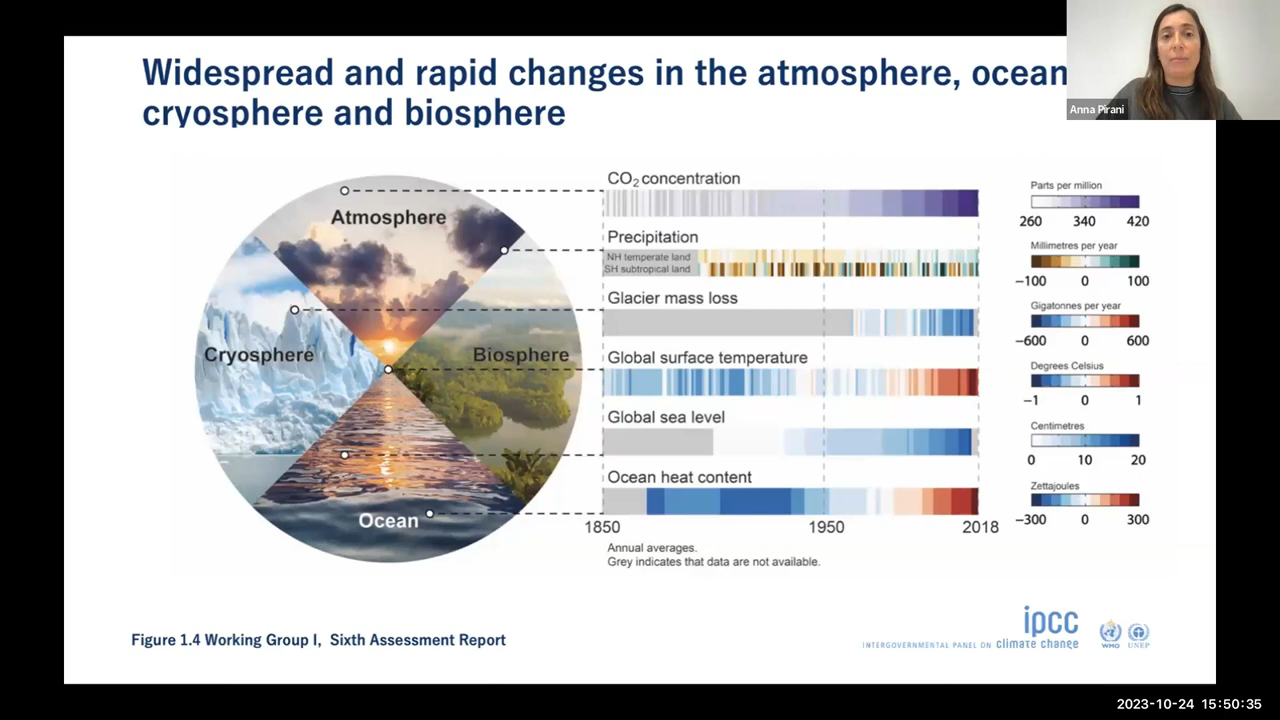 Widespread and rapid changes in the atmosphere, ocean
cryosphere and biosphere
Anna Pirani
Atmosphere
Cryosphere
Biosphere
Ocean
CO2 concentration
Precipitation
NH temperate land
SH subtropical land
Glacier mass loss
Global surface temperature
Global sea level
Ocean heat content
1850
1950
2018
Annual averages.
Grey indicates that data are not available.
Parts per million
260 340 420
Millimetres per year
−100 0 100
Gigatonnes per year
−600 0 600
Degrees Celsius
−1 0 1
Centimetres
0 10 20
Zettajoules
−300 0 300
Figure 1.4 Working Group I, Sixth Assessment Report
ipcc
INTERGOVERNMENTAL PANEL ON climate change
WMO
UNEP
2023-10-24 15:50:35